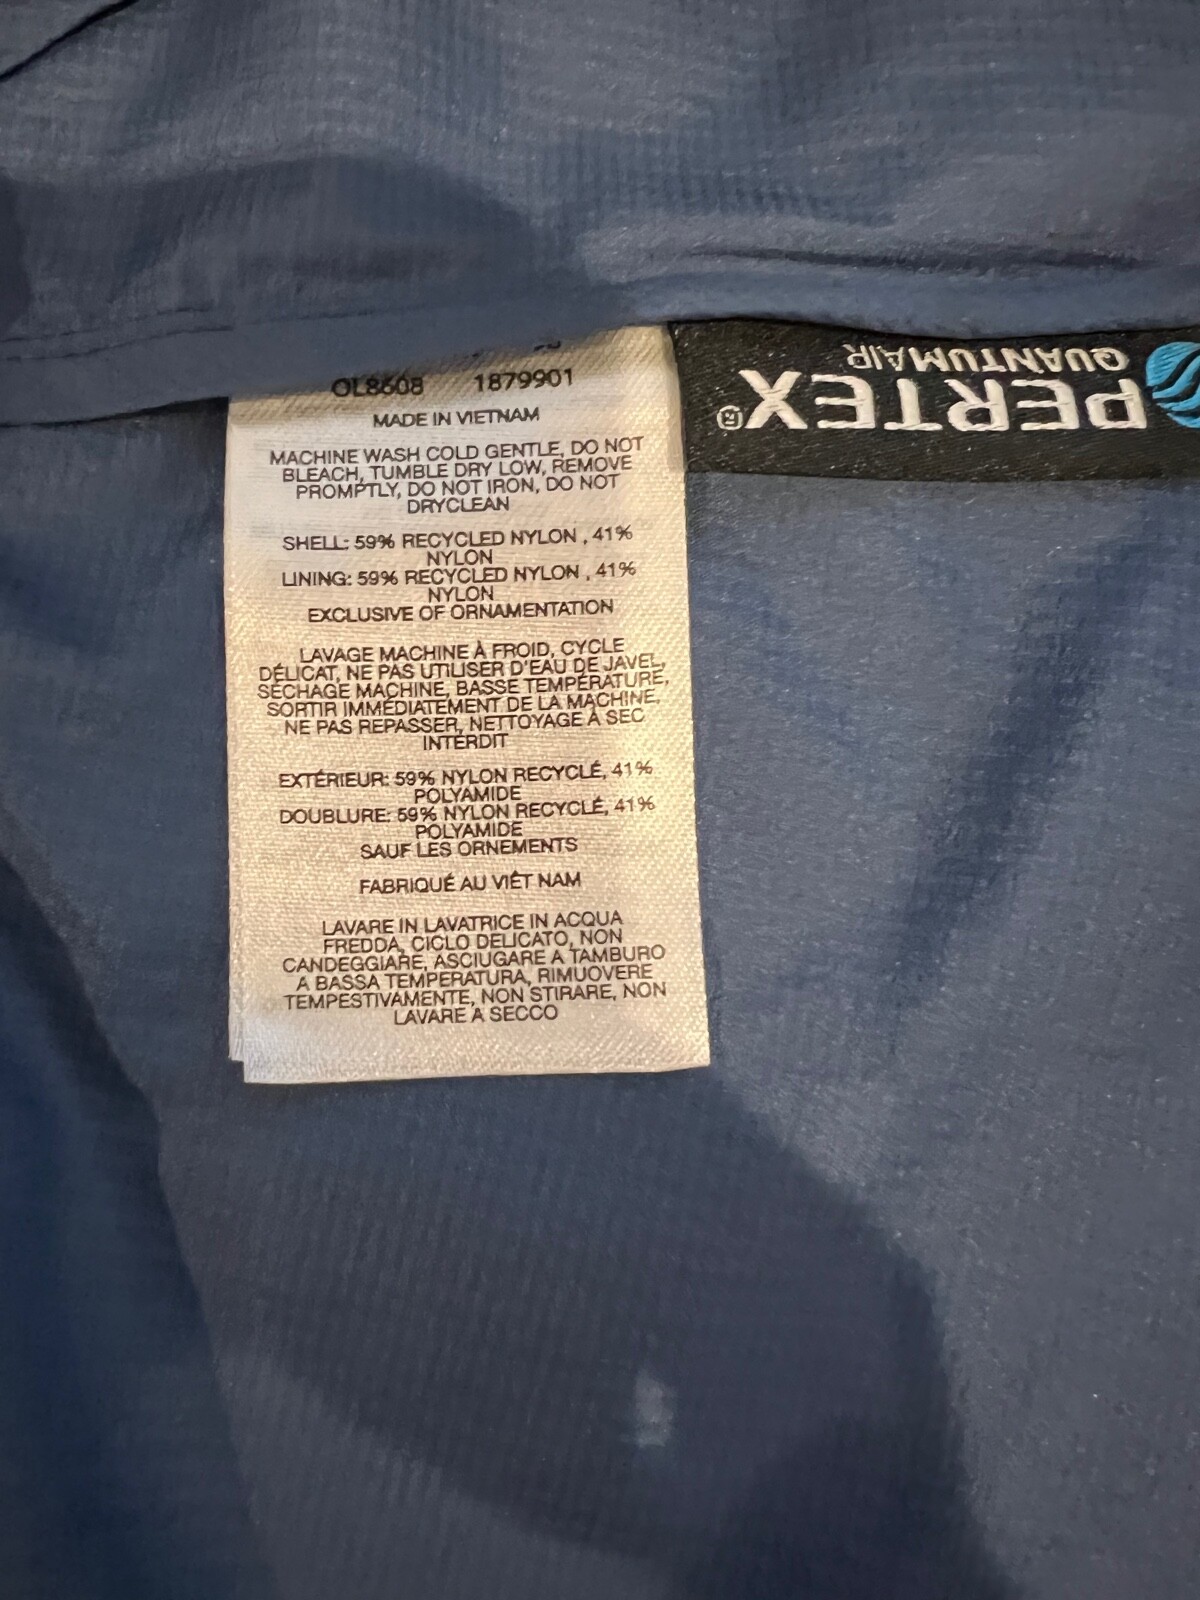 OL8608 1879901
MADE IN VIETNAM
MACHINE WASH COLD GENTLE, DO NOT
BLEACH, TUMBLE DRY LOW, REMOVE
PROMPTLY, DO NOT IRON, DO NOT
DRYCLEAN
SHELL: 59% RECYCLED NYLON , 41%
NYLON
LINING: 59% RECYCLED NYLON , 41%
NYLON
EXCLUSIVE OF ORNAMENTATION
LAVAGE MACHINE À FROID, CYCLE
DÉLICAT, NE PAS UTILISER D'EAU DE JAVEL,
SÉCHAGE MACHINE, BASSE TEMPÉRATURE,
SORTIR IMMÉDIATEMENT DE LA MACHINE,
NE PAS REPASSER, NETTOYAGE À SEC
INTERDIT
EXTÉRIEUR: 59% NYLON RECYCLÉ, 41%
POLYAMIDE
DOUBLURE: 59% NYLON RECYCLÉ, 41%
POLYAMIDE
SAUF LES ORNEMENTS
FABRIQUÉ AU VIÊT NAM
LAVARE IN LAVATRICE IN ACQUA
FREDDA, CICLO DELICATO, NON
CANDEGGIARE, ASCIUGARE A TAMBURO
A BASSA TEMPERATURA, RIMUOVERE
TEMPESTIVAMENTE, NON STIRARE, NON
LAVARE A SECCO
PERTEX®
QUANTUMAIR